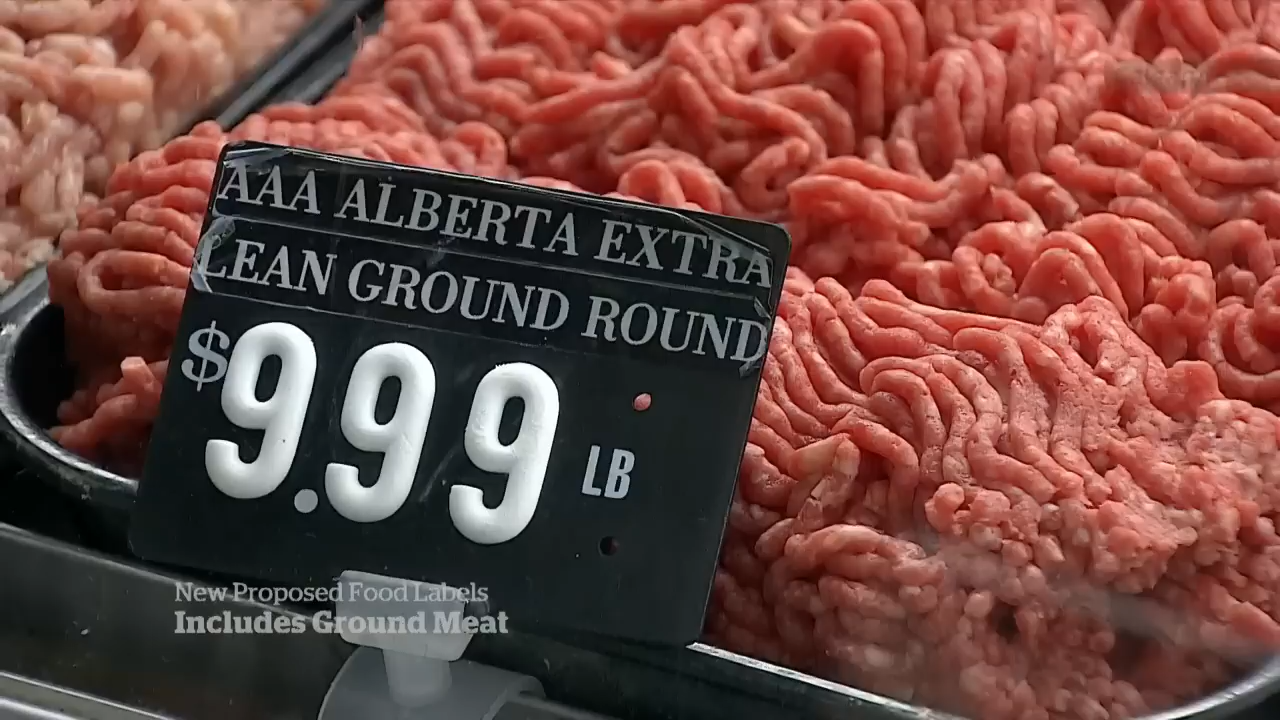 AAA ALBERTA EXTRA
LEAN GROUND ROUND
$9.99 LB
New Proposed Food Labels
Includes Ground Meat